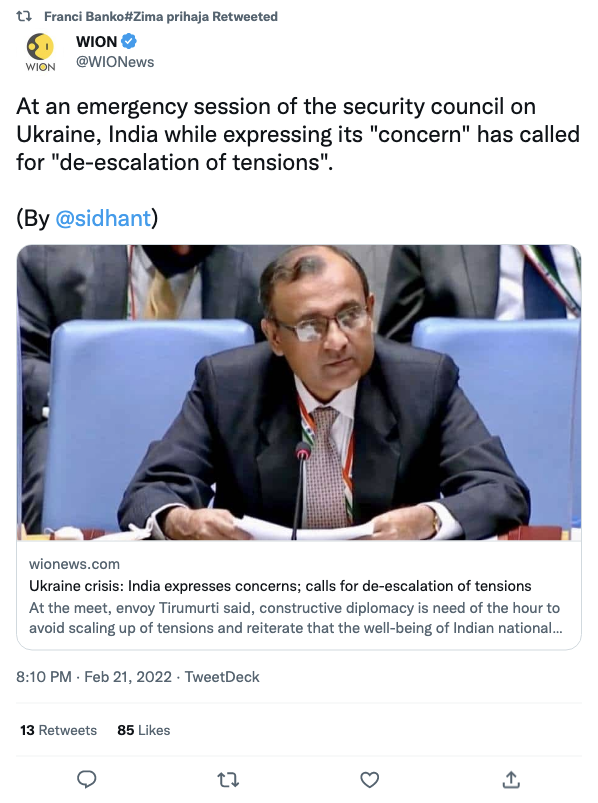 Franci Banko#Zima prihaja Retweeted
WION
@WIONews
WION
At an emergency session of the security council on
Ukraine, India while expressing its "concern" has called
for "de-escalation of tensions".
(By @sidhant)
wionews.com
Ukraine crisis: India expresses concerns; calls for de-escalation of tensions
At the meet, envoy Tirumurti said, constructive diplomacy is need of the hour to
avoid scaling up of tensions and reiterate that the well-being of Indian national...
8:10 PM · Feb 21, 2022 · TweetDeck
13 Retweets 85 Likes